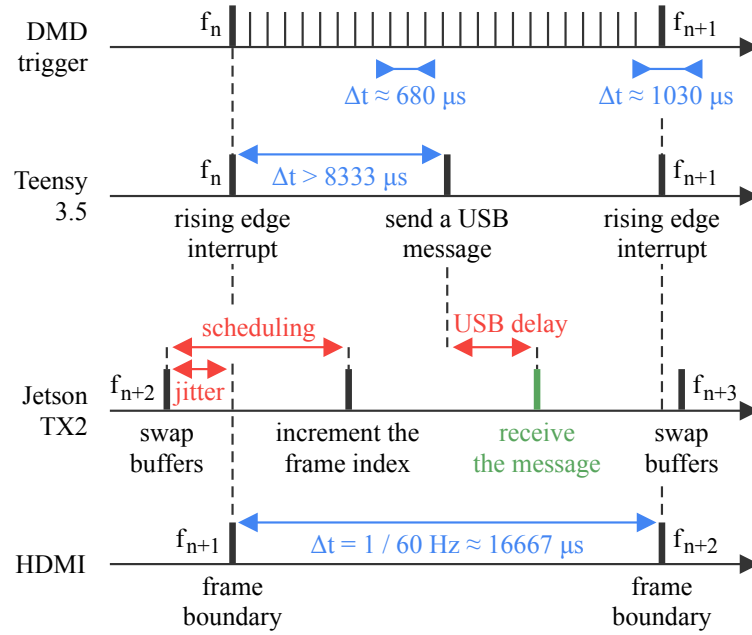 DMD
trigger
fn
fn+1
Δt ≈ 680 μs
Δt ≈ 1030 μs
Teensy
3.5
fn
Δt > 8333 μs
fn+1
rising edge
interrupt
send a USB
message
rising edge
interrupt
Jetson
TX2
scheduling
USB delay
fn+2
jitter
fn+3
swap
buffers
increment the
frame index
receive
the message
swap
buffers
HDMI
fn+1
Δt = 1 / 60 Hz ≈ 16667 μs
fn+2
frame
boundary
frame
boundary